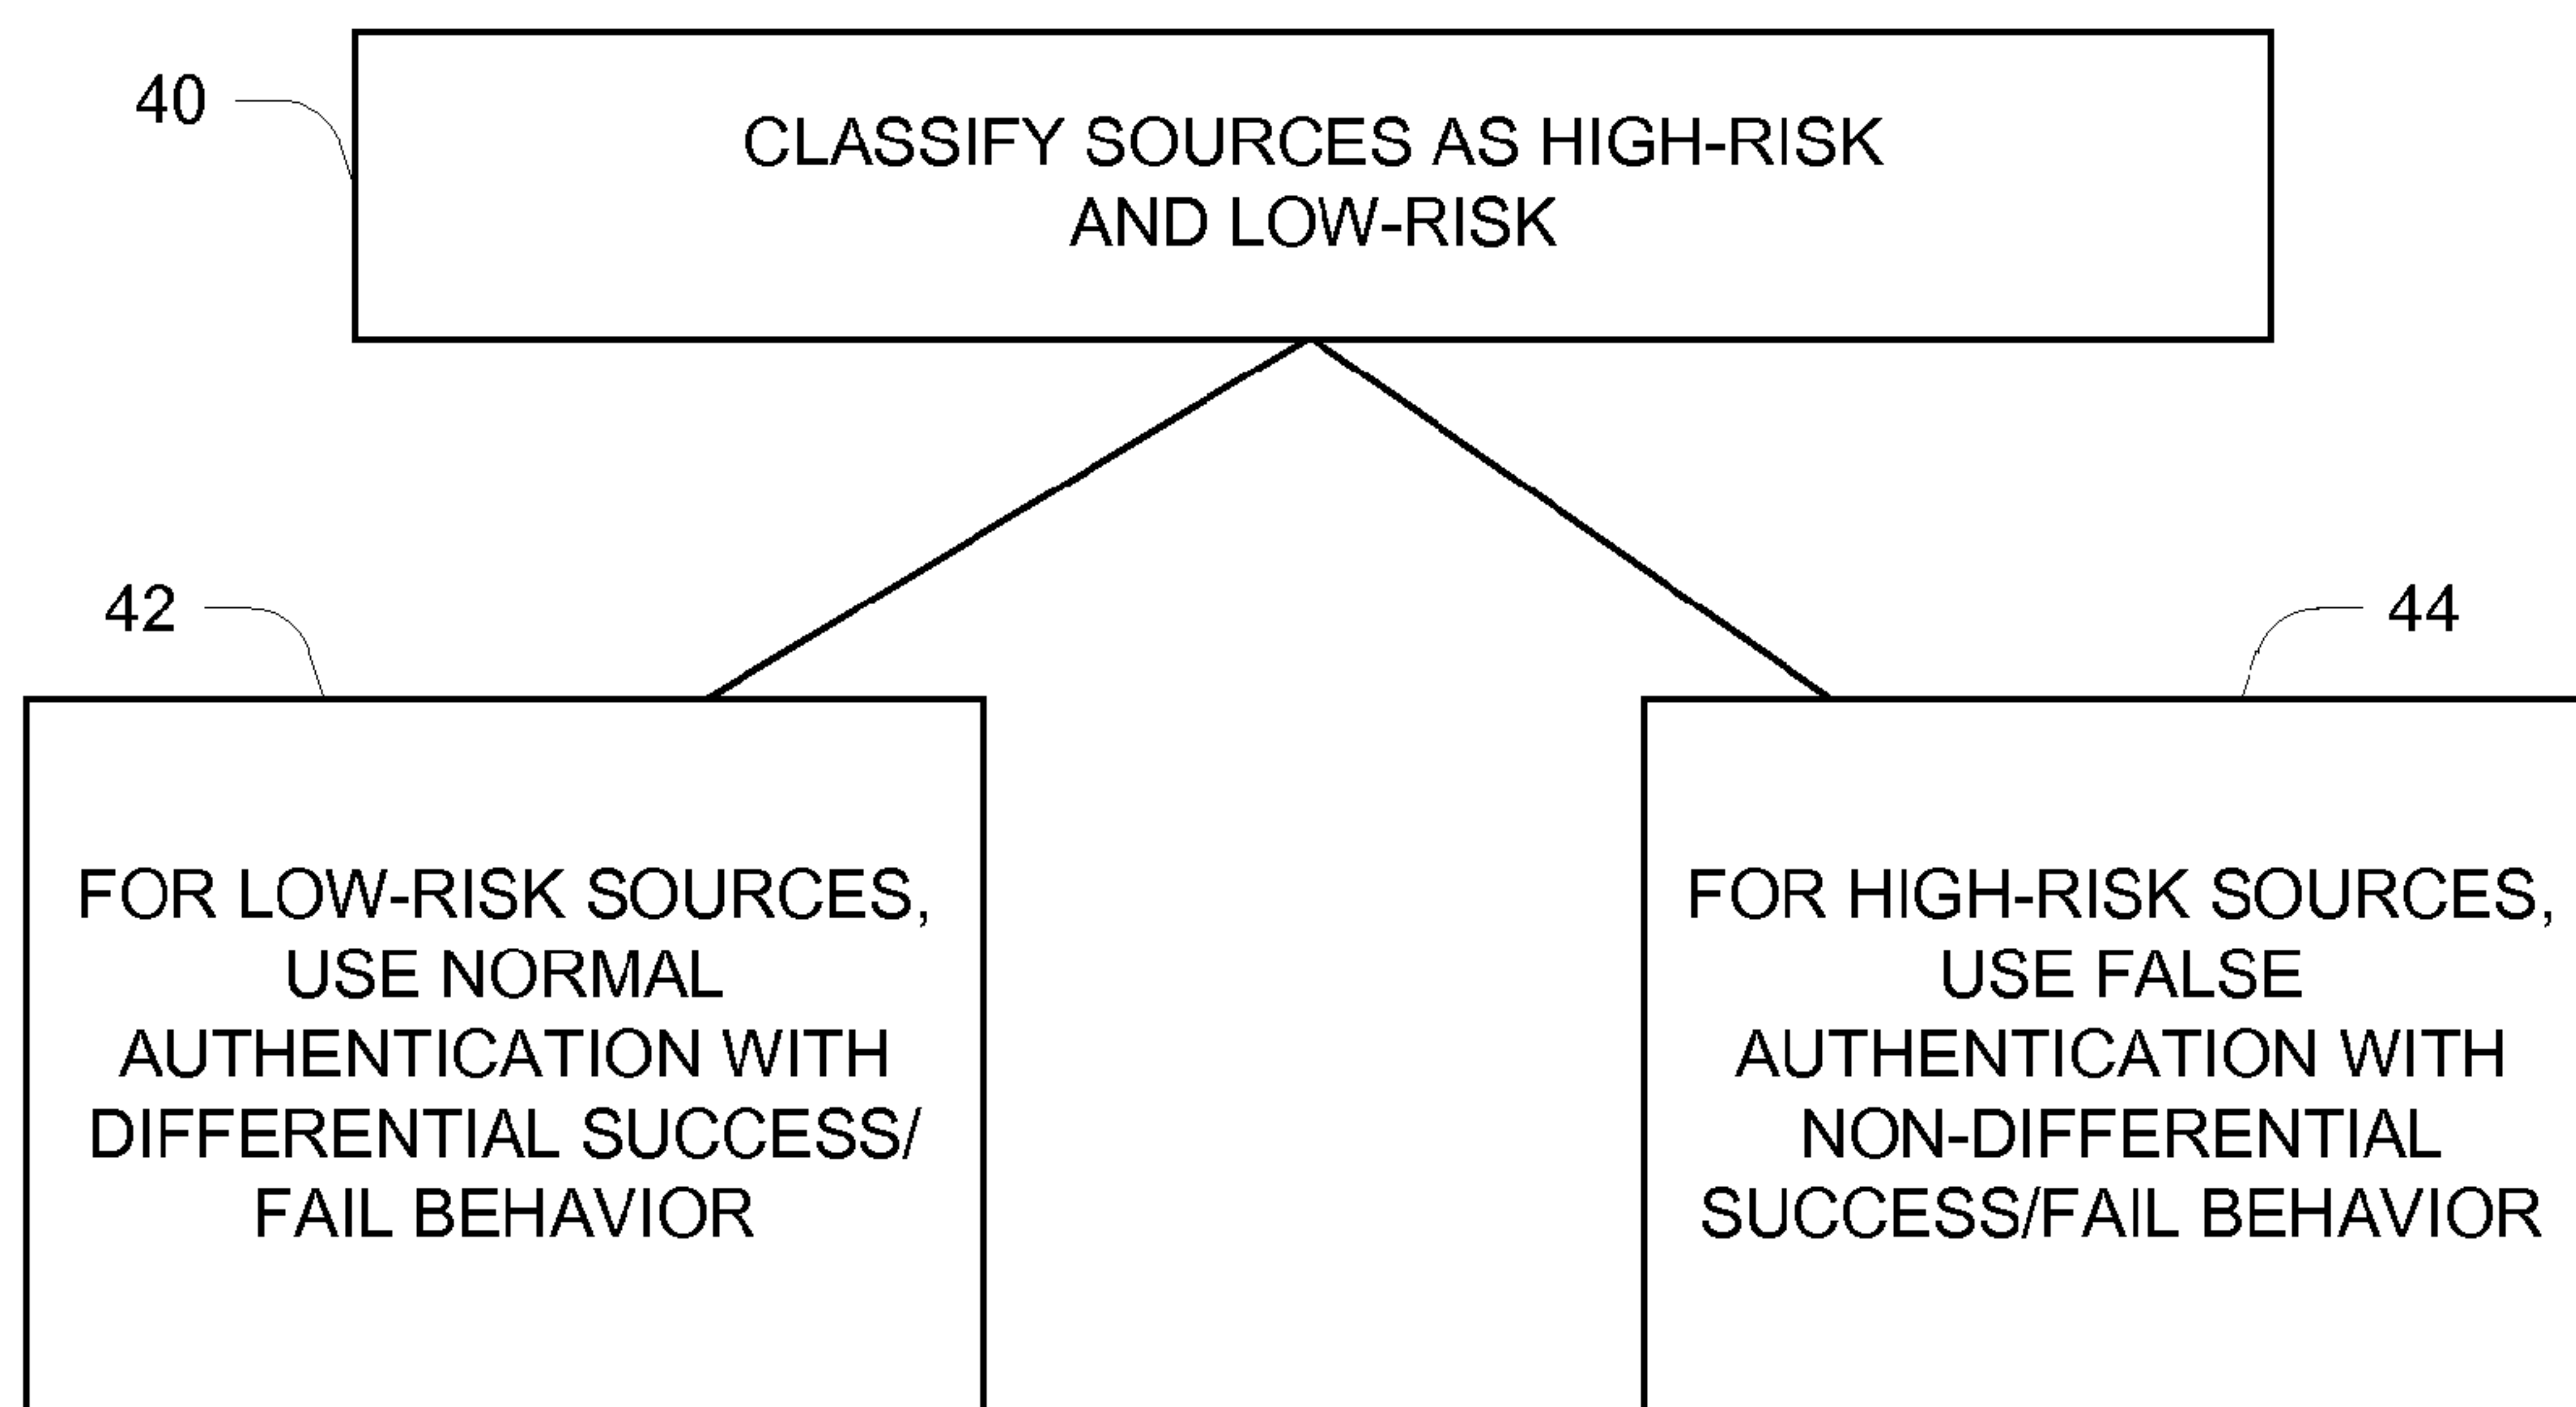 40
CLASSIFY SOURCES AS HIGH-RISK
AND LOW-RISK
42
FOR LOW-RISK SOURCES,
USE NORMAL
AUTHENTICATION WITH
DIFFERENTIAL SUCCESS/
FAIL BEHAVIOR
44
FOR HIGH-RISK SOURCES,
USE FALSE
AUTHENTICATION WITH
NON-DIFFERENTIAL
SUCCESS/FAIL BEHAVIOR